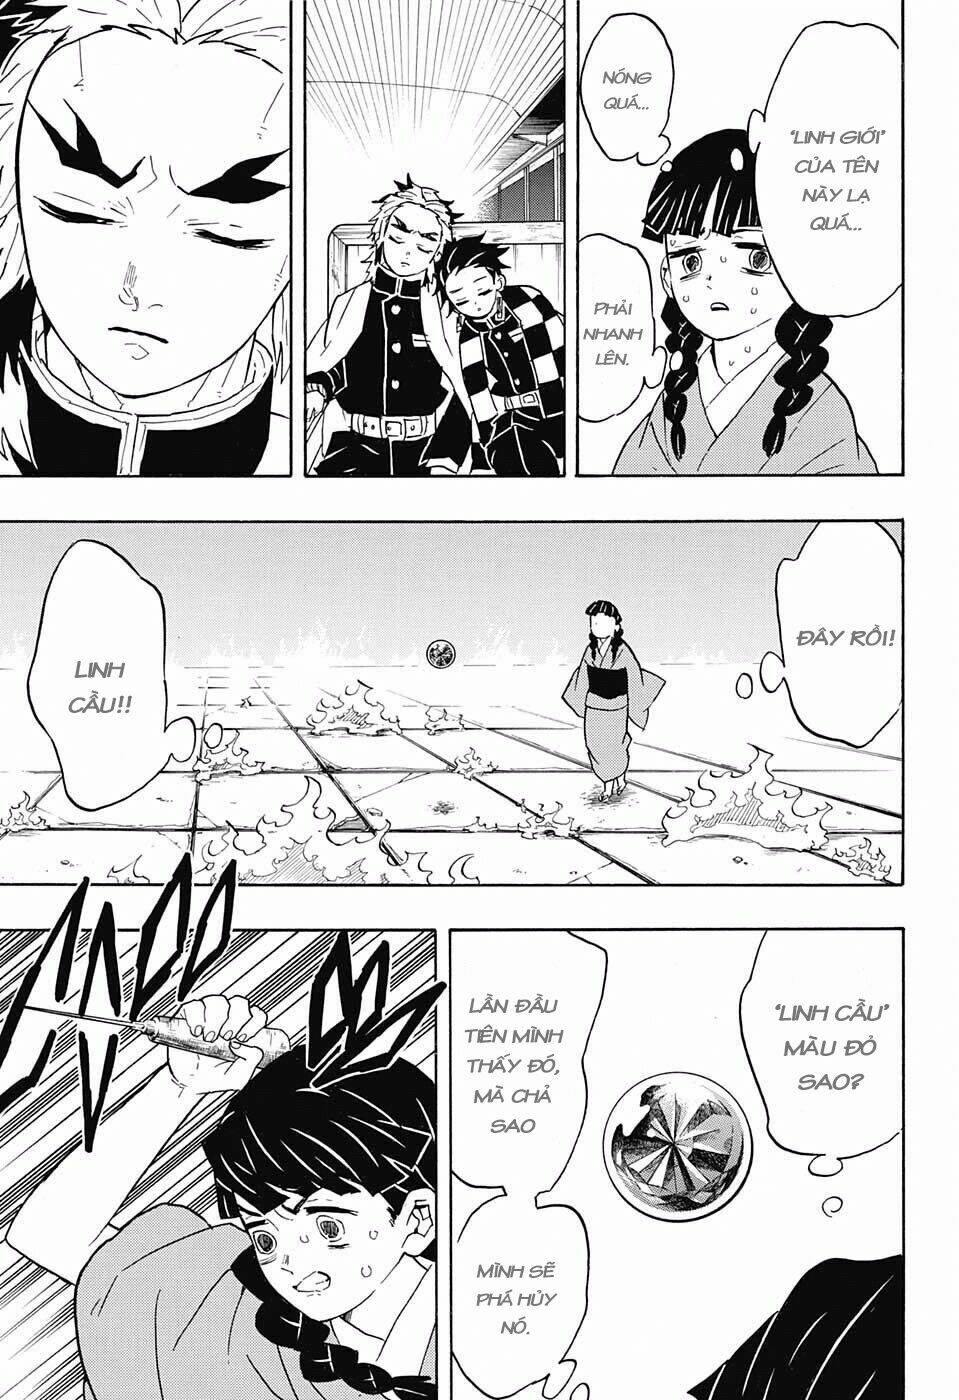 NÓNG
QUÁ...
'LINH GIỚI'
CỦA TÊN
NÀY LẠ
QUÁ...
PHẢI
NHANH
LÊN.
ĐÂY RỒI!
LINH
CẦU!!
'LINH CẦU'
MÀU ĐỎ
SAO?
LẦN ĐẦU
TIÊN MÌNH
THẤY ĐÓ,
MÀ CHẢ
SAO
MÌNH SẼ
PHÁ HỦY
NÓ.